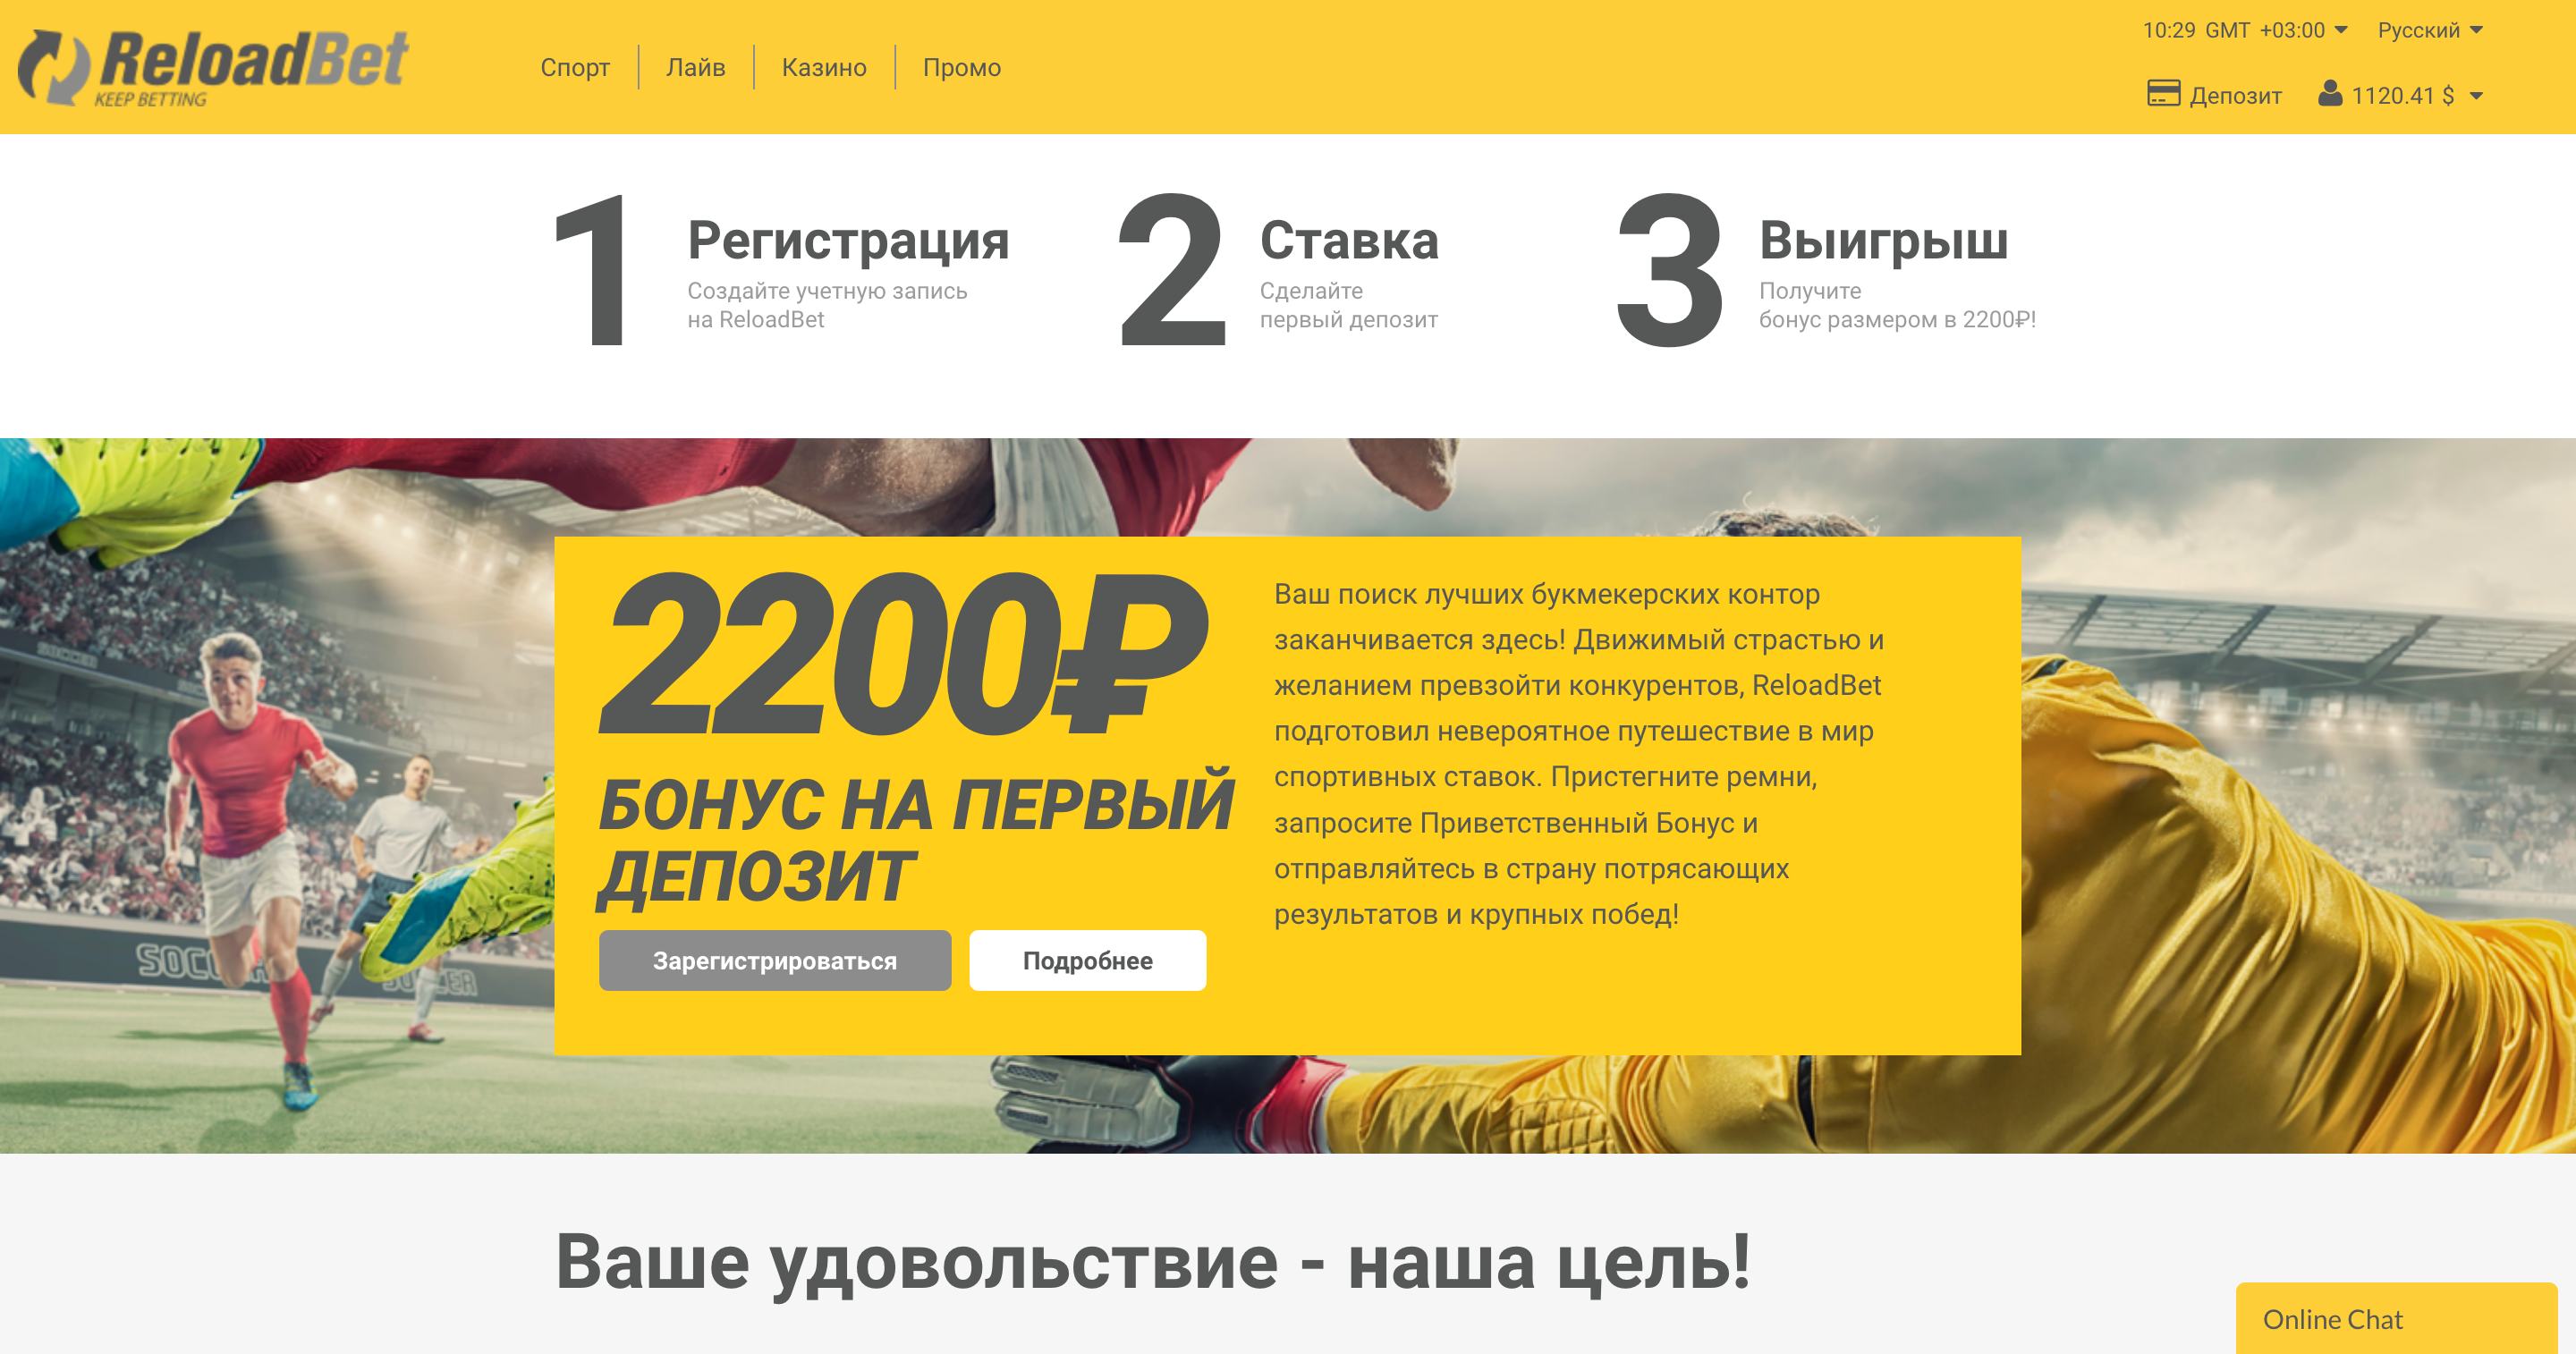 ReloadBet
KEEP BETTING
Спорт
Лайв
Казино
Промо
10:29 GMT +03:00
Русский
Депозит
1120.41 $
1
Регистрация
Создайте учетную запись
на ReloadBet
2
Ставка
Сделайте
первый депозит
3
Выигрыш
Получите
бонус размером в 2200₽!
SOCCER
2200₽
БОНУС НА ПЕРВЫЙ
ДЕПОЗИТ
Зарегистрироваться
Подробнее
Ваш поиск лучших букмекерских контор
заканчивается здесь! Движимый страстью и
желанием превзойти конкурентов, ReloadBet
подготовил невероятное путешествие в мир
спортивных ставок. Пристегните ремни,
запросите Приветственный Бонус и
отправляйтесь в страну потрясающих
результатов и крупных побед!
Ваше удовольствие - наша цель!
Online Chat